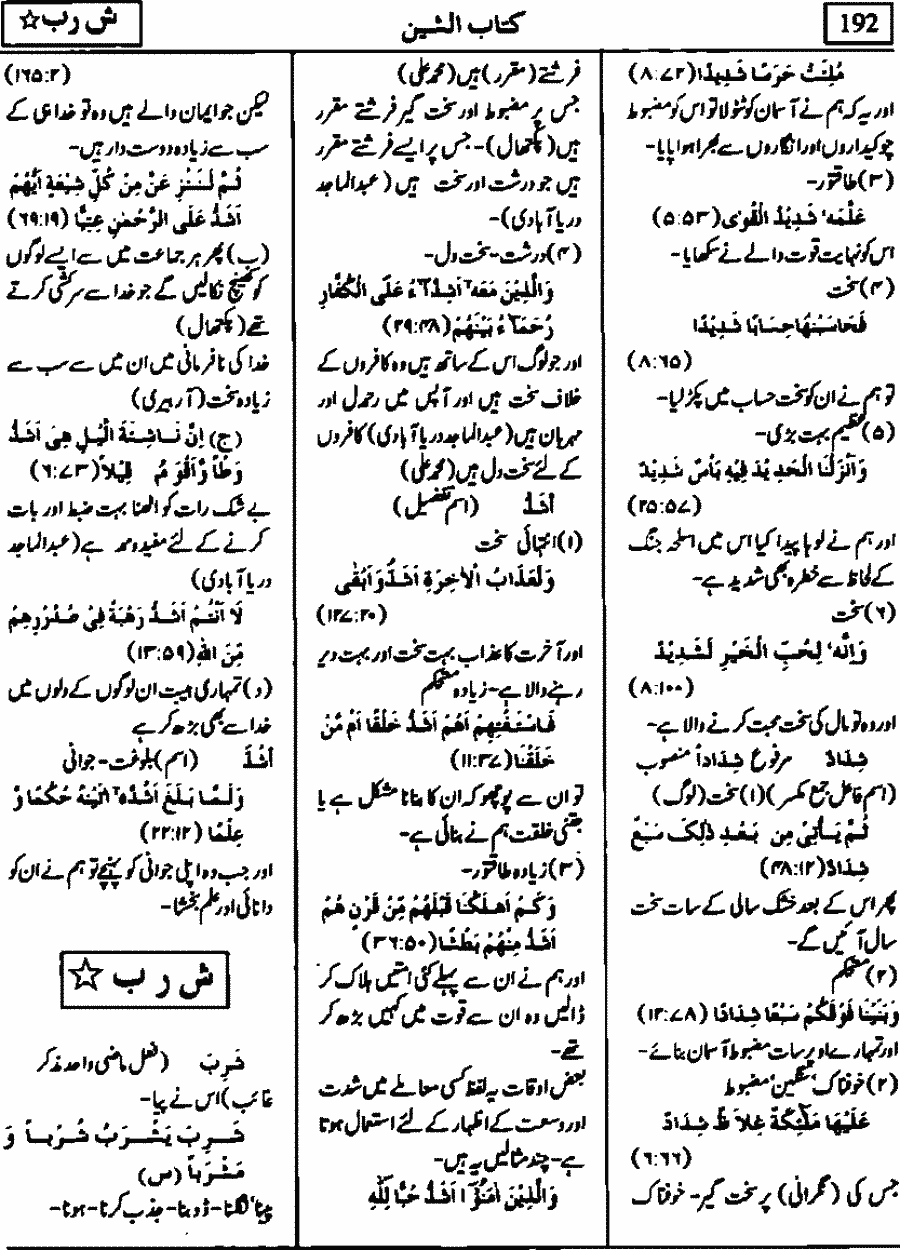 192
کتاب الشین
ش رب☆
مُلِئَتْ حَرَسًا شَدِيدًا (۸:۷۲)
اور یہ کہ ہم نے آسمان کو ٹٹولا تو اس کو مضبوط
چوکیداروں اور انگاروں سے بھرا ہوا پایا-
(۳) طاقتور-
عَلَّمَهٗ شَدِيْدُ الْقُوٰى (۵:۵۳)
اس کو نہایت قوت والے نے سکھایا-
(۴) سخت
فَحَاسَبْنٰهَا حِسَابًا شَدِيْدًا
(۸:۶۵)
تو ہم نے ان کو سخت حساب میں پکڑ لیا-
(۵) عظیم بہت بڑی-
وَاَنْزَلْنَا الْحَدِيْدَ فِيْهِ بَأْسٌ شَدِيْدٌ
(۲۵:۵۷)
اور ہم نے لوہا پیدا کیا اس میں اسلحہ جنگ
کے لحاظ سے خطرہ بھی شدید ہے-
(۶) سخت
وَاِنَّهٗ لِحُبِّ الْخَيْرِ لَشَدِيْدٌ
(۸:۱۰۰)
اور وہ تو مال کی سخت محبت کرنے والا ہے-
شِدَادٌ مرفوع شِدَاداً منصوب
(اسم فاعل جمع مکسر) (۱) سخت (لوگ)
ثُمَّ يَأْتِيْ مِنْ بَعْدِ ذٰلِكَ سَبْعٌ
شِدَادٌ (۴۸:۱۲)
پھر اس کے بعد خشک سالی کے سات سخت
سال آئیں گے-
(۲) مستحکم
وَبَنَيْنَا فَوْقَكُمْ سَبْعًا شِدَادًا (۱۲:۷۸)
اور تمہارے اوپر سات مضبوط آسمان بنائے-
(۲) خوفناک' سنگین' مضبوط
عَلَيْهَا مَلٰٓئِكَةٌ غِلَاظٌ شِدَادٌ
(۶:۶۶)
جس کی (نگرانی) پر سخت گیر- خوفناک
فرشتے (مقرر) ہیں (محمد علی)
جس پر مضبوط اور سخت گیر فرشتے مقرر
ہیں (پکتھال)- جس پر ایسے فرشتے مقرر
ہیں جو درشت اور سخت ہیں (عبدالماجد
دریا آبادی)-
(۴) درشت- سخت دل-
وَالَّذِيْنَ مَعَهٗٓ اَشِدَّآءُ عَلَى الْكُفَّارِ
رُحَمَآءُ بَيْنَهُمْ (۲۹:۴۸)
اور جو لوگ اس کے ساتھ ہیں وہ کافروں کے
خلاف سخت ہیں اور آپس میں رحمدل اور
مہربان ہیں (عبدالماجد دریا آبادی) کافروں
کے لئے سخت دل ہیں (محمد علی)
اَشَدُّ (اسم تفضیل)
(۱) انتہائی سخت
وَلَعَذَابُ الْاٰخِرَةِ اَشَدُّ وَاَبْقٰى
(۱۲۷:۲۰)
اور آخرت کا عذاب بہت سخت اور بہت دیر
رہنے والا ہے- زیادہ مستحکم
فَاسْتَفْتِهِمْ اَهُمْ اَشَدُّ خَلْقًا اَمْ مَّنْ
خَلَقْنَا (۱۱:۳۷)
تو ان سے پوچھو کہ ان کا بنانا مشکل ہے یا
جتنی خلقت ہم نے بنائی ہے-
(۳) زیادہ طاقتور-
وَكَمْ اَهْلَكْنَا قَبْلَهُمْ مِّنْ قَرْنٍ هُمْ
اَشَدُّ مِنْهُمْ بَطْشًا (۳۶:۵۰)
اور ہم نے ان سے پہلے کئی امتیں ہلاک کر
ڈالیں وہ ان سے قوت میں کہیں بڑھ کر
تھے-
بعض اوقات یہ لفظ کسی معاملے میں شدت
اور وسعت کے اظہار کے لئے استعمال ہوتا
ہے- چند مثالیں یہ ہیں-
وَالَّذِيْنَ اٰمَنُوْٓا اَشَدُّ حُبًّا لِّلّٰهِ
(۱۶۵:۲)
لیکن جو ایمان والے ہیں وہ تو خدا ہی کے
سب سے زیادہ دوست دار ہیں-
ثُمَّ لَنَنْزِعَنَّ مِنْ كُلِّ شِيْعَةٍ اَيُّهُمْ
اَشَدُّ عَلَى الرَّحْمٰنِ عِتِيًّا (۶۹:۱۹)
(ب) پھر ہر جماعت میں سے ایسے لوگوں
کو کھینچ نکالیں گے جو خدا سے سرکشی کرتے
تھے (پکتھال)
خدا کی نافرمانی میں ان میں سے سب سے
زیادہ سخت (آربیری)
(ج) اِنَّ نَاشِئَةَ الَّيْلِ هِىَ اَشَدُّ
وَطْاً وَّاَقْوَمُ قِيْلاً (۶:۷۳)
بے شک رات کو اٹھنا بہت ضبط اور بات
کرنے کے لئے مفید و ممد ہے (عبدالماجد
دریا آبادی)
لَا اَنْتُمْ اَشَدُّ رَهْبَةً فِىْ صُدُوْرِهِمْ
مِّنَ اللّٰهِ (۱۳:۵۹)
(د) تمہاری ہیبت ان لوگوں کے دلوں میں
خدا سے بھی بڑھ کر ہے
اَشُدَّ (اسم) بلوغت- جوانی
وَلَمَّا بَلَغَ اَشُدَّهٗٓ اٰتَيْنٰهُ حُكْمًا وَّ
عِلْمًا (۲۲:۱۲)
اور جب وہ اپنی جوانی کو پہنچے تو ہم نے ان کو
دانائی اور علم بخشا-
ش ر ب ☆
شَرِبَ (فعل ماضی واحد مذکر
غائب) اس نے پیا-
شَرِبَ يَشْرَبُ شُرْباً وَ
مَشْرَباً (س)
پینا' نگلنا- ڈوبنا- جذب کرنا- ہونا-